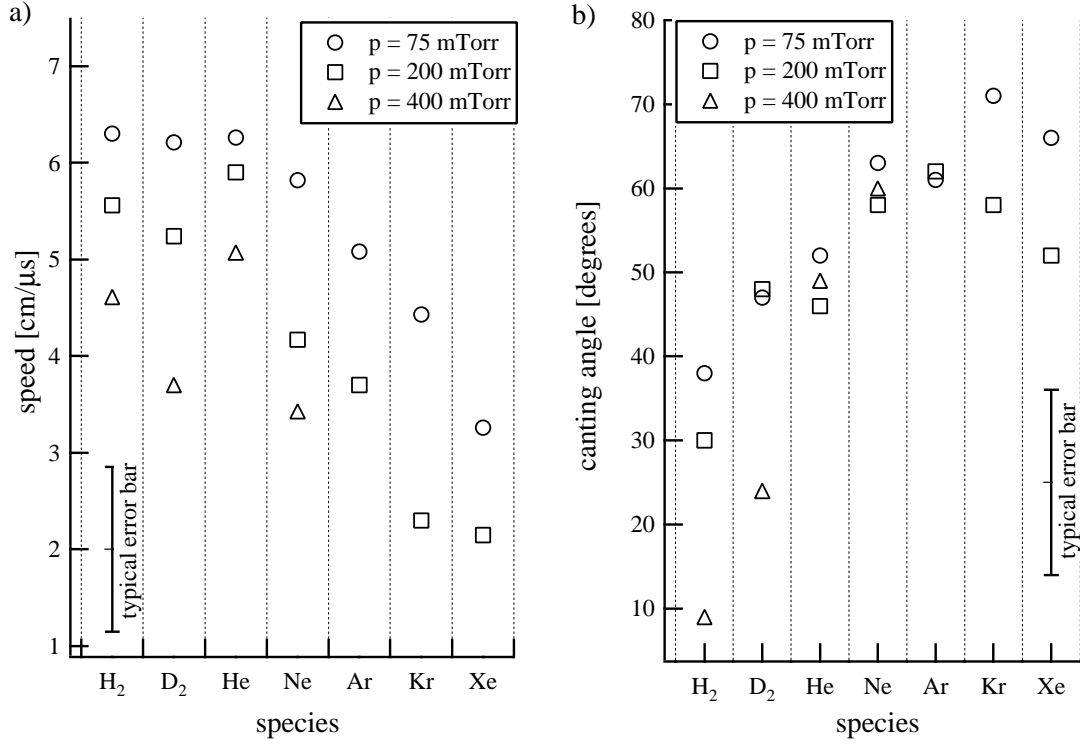 a)
7
6
5
4
3
2
1
speed [cm/μs]
p = 75 mTorr
p = 200 mTorr
p = 400 mTorr
typical error bar
H₂ D₂ He Ne Ar Kr Xe
species
b)
80
70
60
50
40
30
20
10
canting angle [degrees]
p = 75 mTorr
p = 200 mTorr
p = 400 mTorr
typical error bar
H₂ D₂ He Ne Ar Kr Xe
species